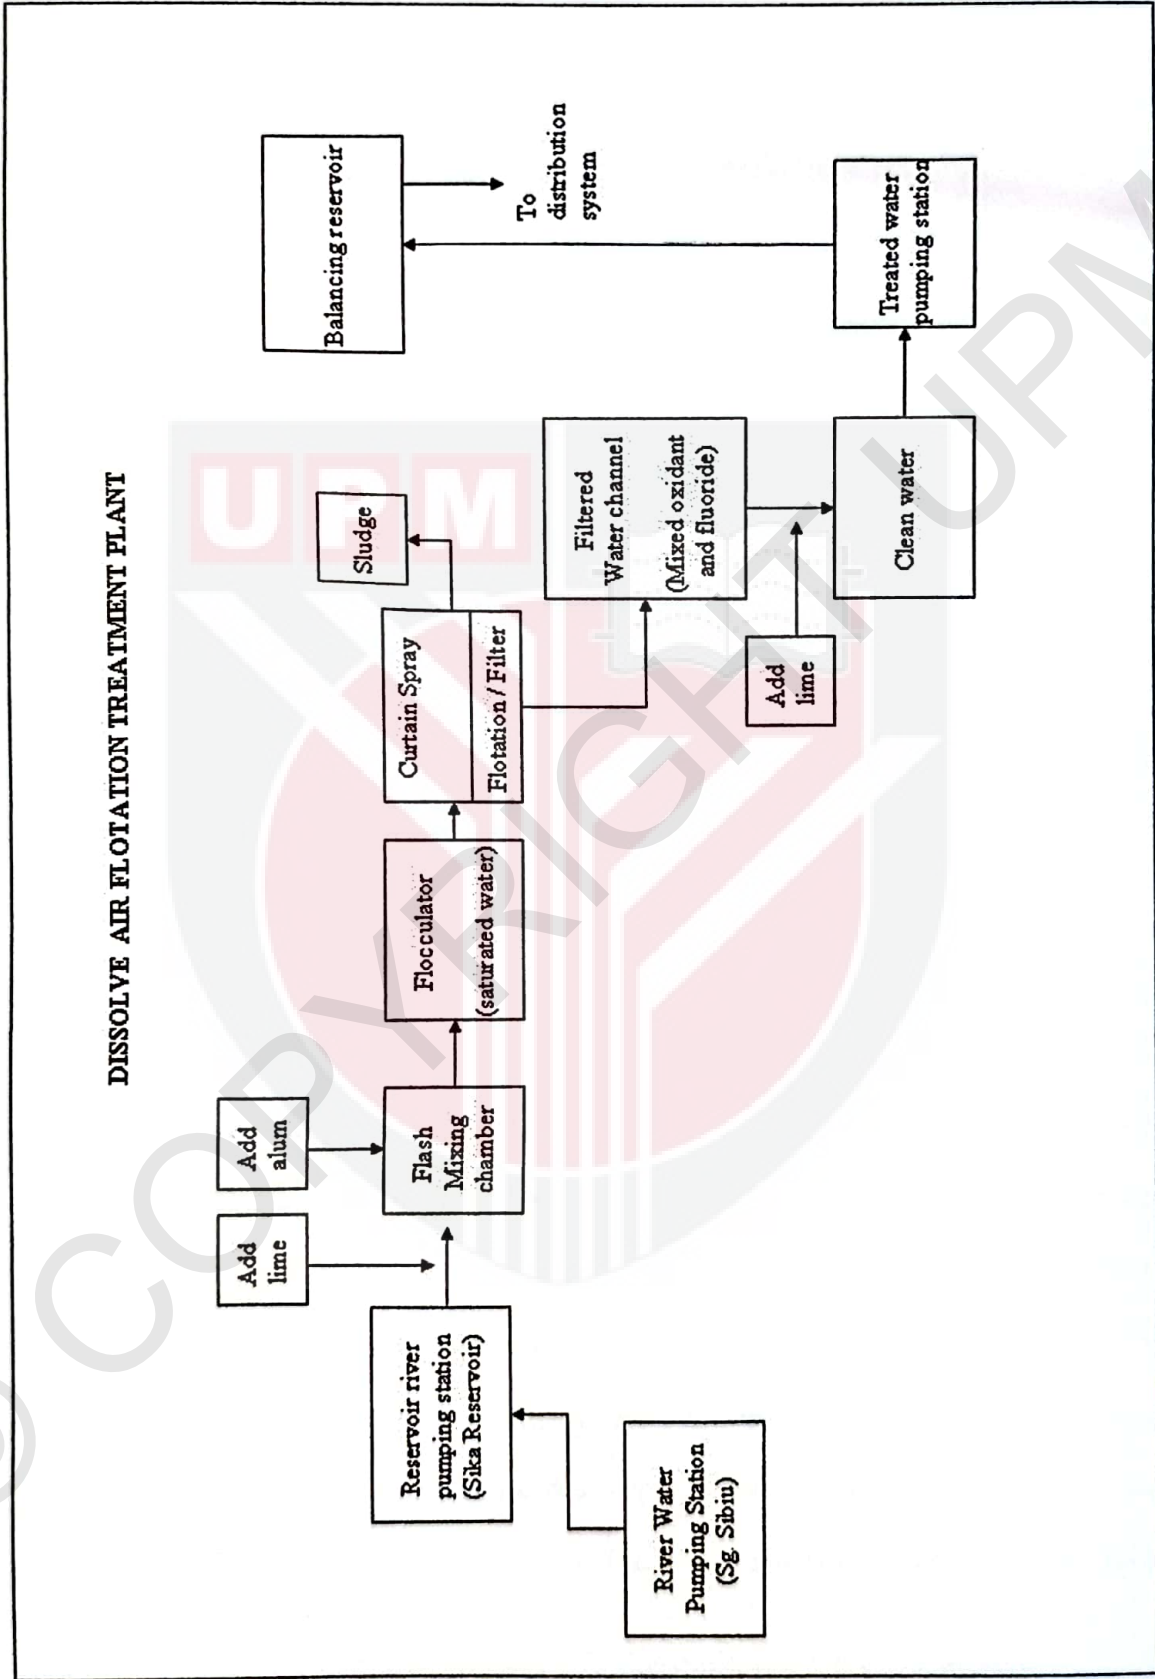 DISSOLVE AIR FLOTATION TREATMENT PLANT
River Water
Pumping Station
(Sg. Sibiu)
Reservoir river
pumping station
(Sika Reservoir)
Add
lime
Add
alum
Flash
Mixing
chamber
Flocculator
(saturated water)
Curtain Spray
Flotation / Filter
Sludge
Filtered
Water channel
(Mixed oxidant
and fluoride)
Add
lime
Clean water
Treated water
pumping station
Balancing reservoir
To
distribution
system
UPM
© COPYRIGHT UPM